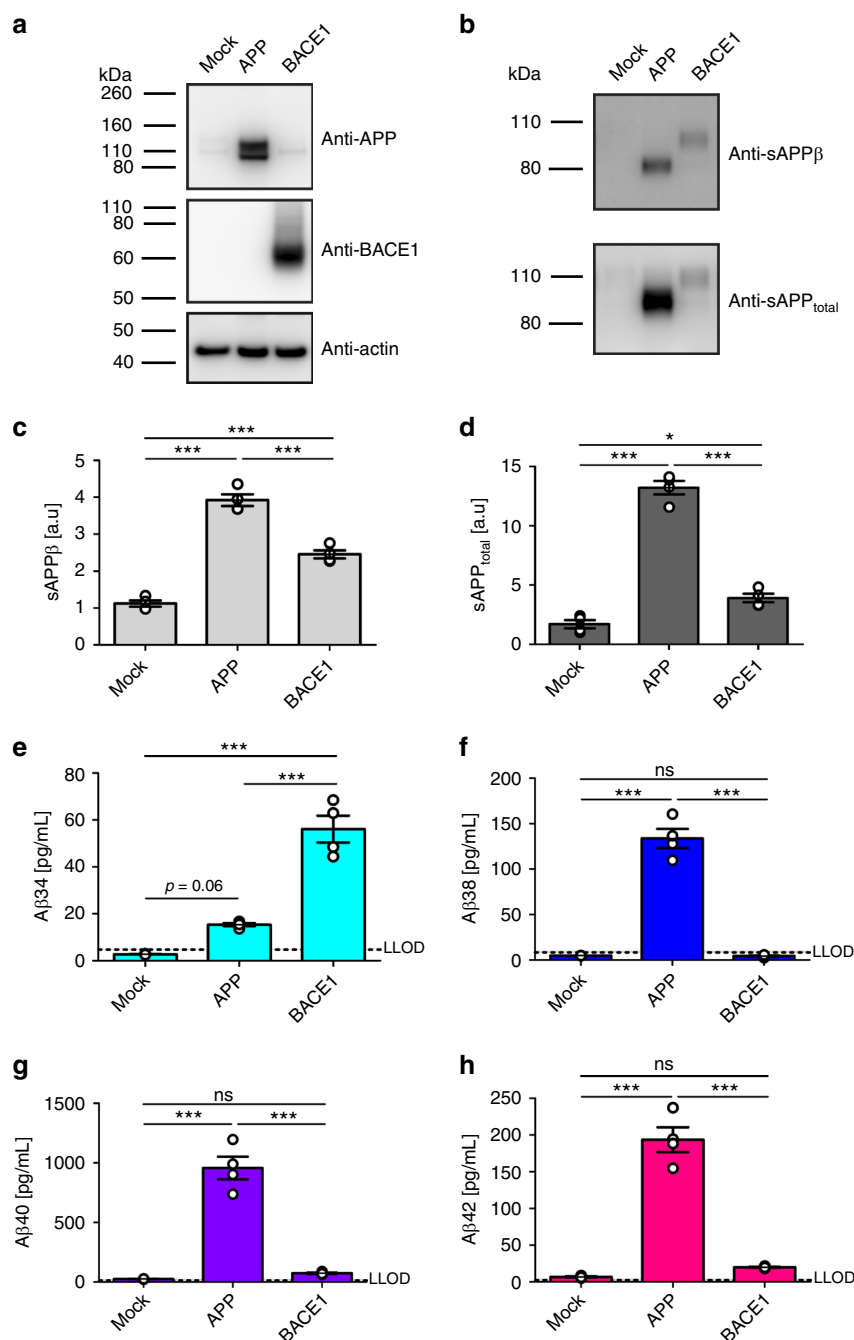 a
Mock APP BACE1
kDa
260
160
110
80
Anti-APP
110
80
60
50
Anti-BACE1
50
40
Anti-actin
b
Mock APP BACE1
kDa
110
80
Anti-sAPPβ
110
80
Anti-sAPPtotal
c
***
*** ***
5
4
3
2
1
0
sAPPβ [a.u]
Mock APP BACE1
d
*
*** ***
15
10
5
0
sAPPtotal [a.u]
Mock APP BACE1
e
***
***
p = 0.06
80
60
40
20
0
Aβ34 [pg/mL]
LLOD
Mock APP BACE1
f
ns
*** ***
200
150
100
50
0
Aβ38 [pg/mL]
LLOD
Mock APP BACE1
g
ns
*** ***
1500
1000
500
0
Aβ40 [pg/mL]
LLOD
Mock APP BACE1
h
ns
*** ***
250
200
150
100
50
0
Aβ42 [pg/mL]
LLOD
Mock APP BACE1